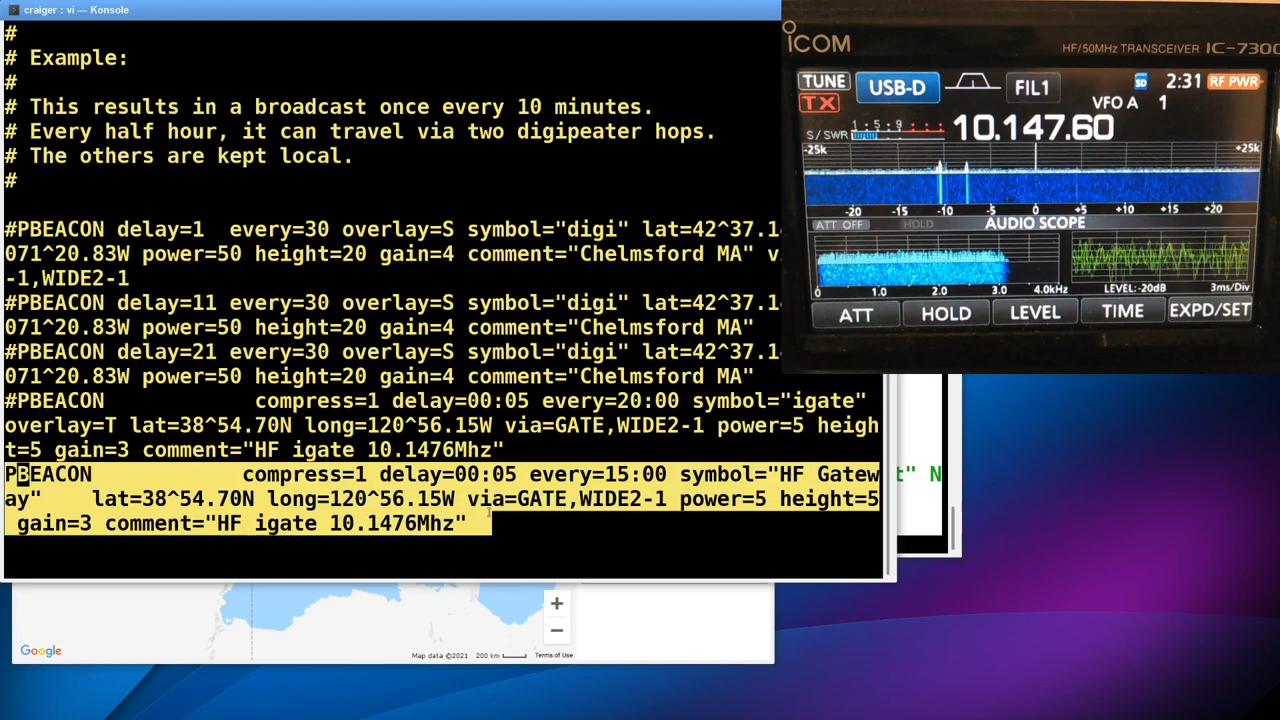 craiger : vi — Konsole
#
# Example:
#
# This results in a broadcast once every 10 minutes.
# Every half hour, it can travel via two digipeater hops.
# The others are kept local.
#
#PBEACON delay=1  every=30 overlay=S symbol="digi" lat=42^37.1
071^20.83W power=50 height=20 gain=4 comment="Chelmsford MA"
-1,WIDE2-1
#PBEACON delay=11 every=30 overlay=S symbol="digi" lat=42^37.1
071^20.83W power=50 height=20 gain=4 comment="Chelmsford MA"
#PBEACON delay=21 every=30 overlay=S symbol="digi" lat=42^37.1
071^20.83W power=50 height=20 gain=4 comment="Chelmsford MA"
#PBEACON            compress=1 delay=00:05 every=20:00 symbol="igate"
overlay=T lat=38^54.70N long=120^56.15W via=GATE,WIDE2-1 power=5 heigh
t=5 gain=3 comment="HF igate 10.1476Mhz"
PBEACON            compress=1 delay=00:05 every=15:00 symbol="HF Gatew
ay"    lat=38^54.70N long=120^56.15W via=GATE,WIDE2-1 power=5 height=5
gain=3 comment="HF igate 10.1476Mhz"
t" N
Google
Map data ©2021
200 km
Terms of Use
+
−
ICOM
HF/50MHz TRANSCEIVER IC-7300
TUNE
USB-D
FIL1
SD
2:31
RF PWR
TX
VFO A 1
S/SWR
1·5·9
10.147.60
-25k
+25k
-20 -15 -10 -5 0 +5 +10 +15 +20
ATT OFF
HOLD
AUDIO SCOPE
0 1.0 2.0 3.0 4.0kHz
LEVEL:-20dB
3ms/Div
ATT
HOLD
LEVEL
TIME
EXPD/SET